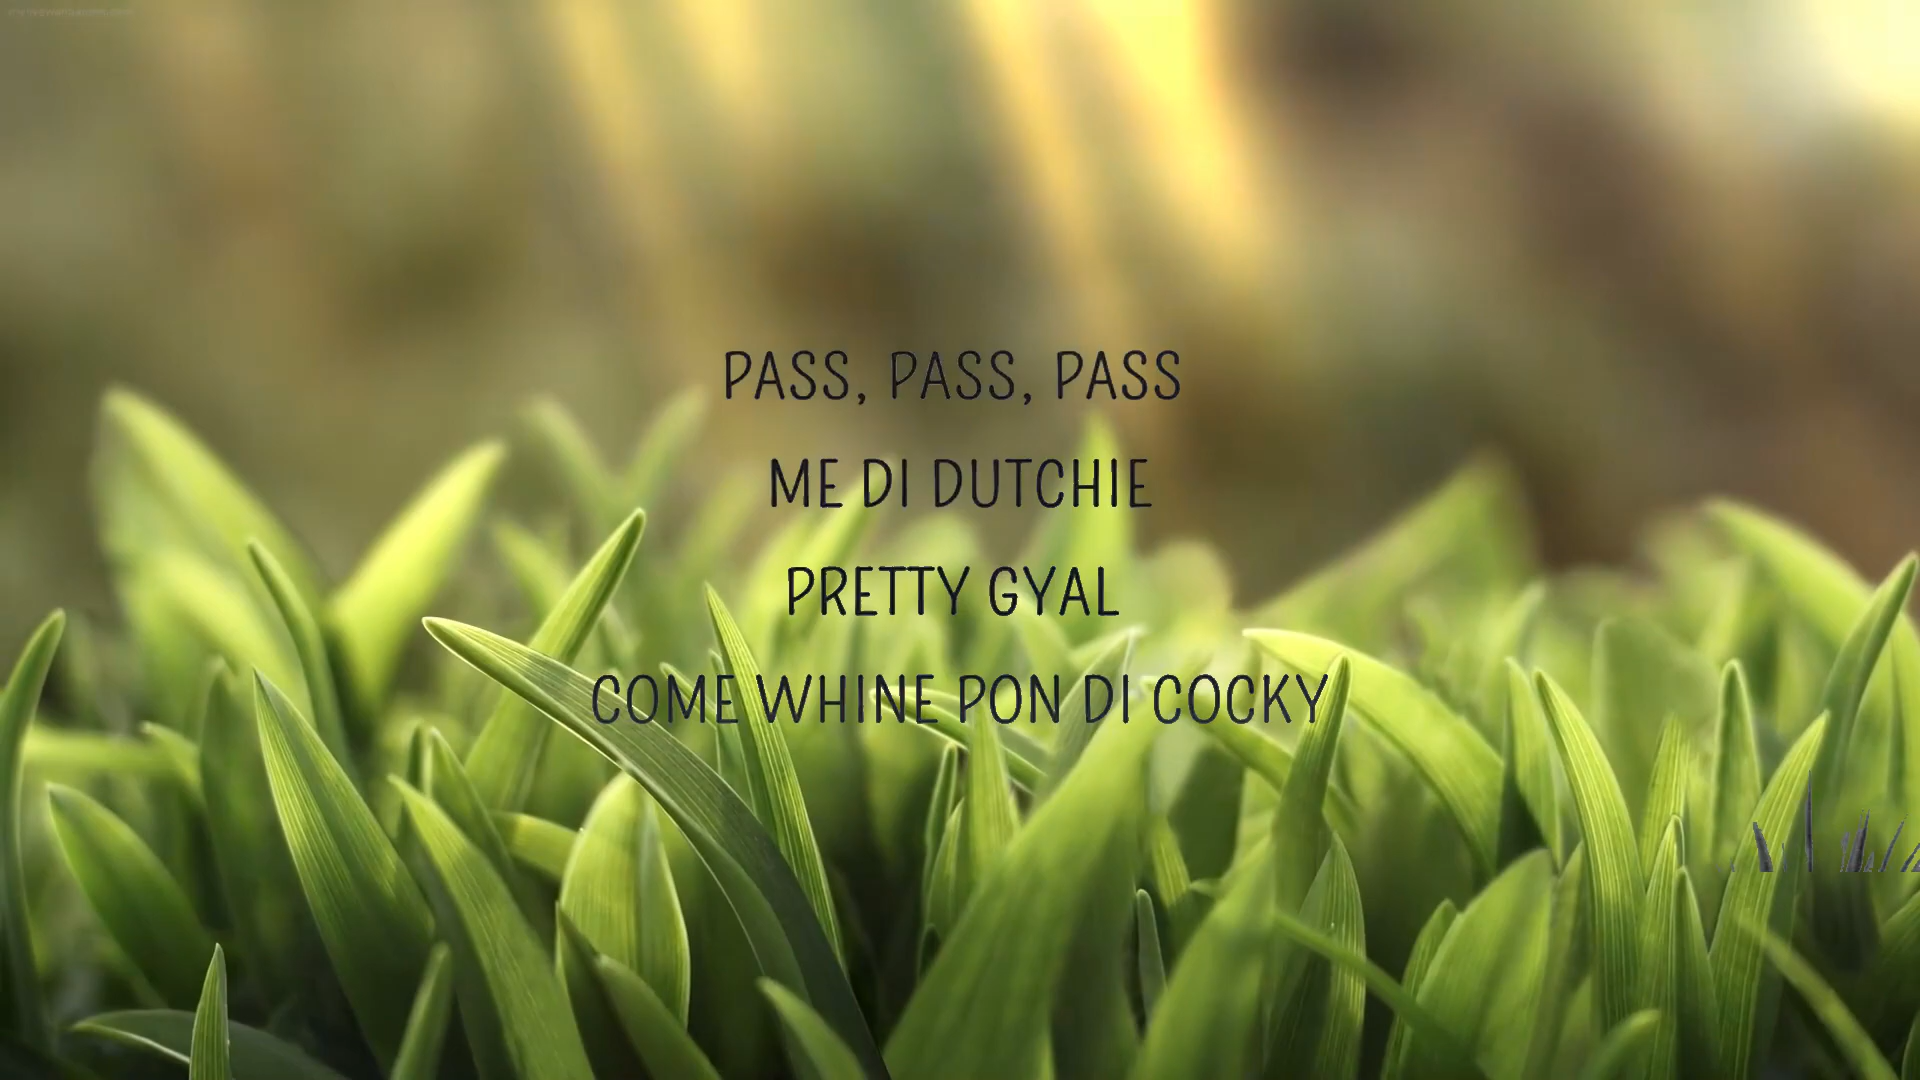 PASS, PASS, PASS
ME DI DUTCHIE
PRETTY GYAL
COME WHINE PON DI COCKY